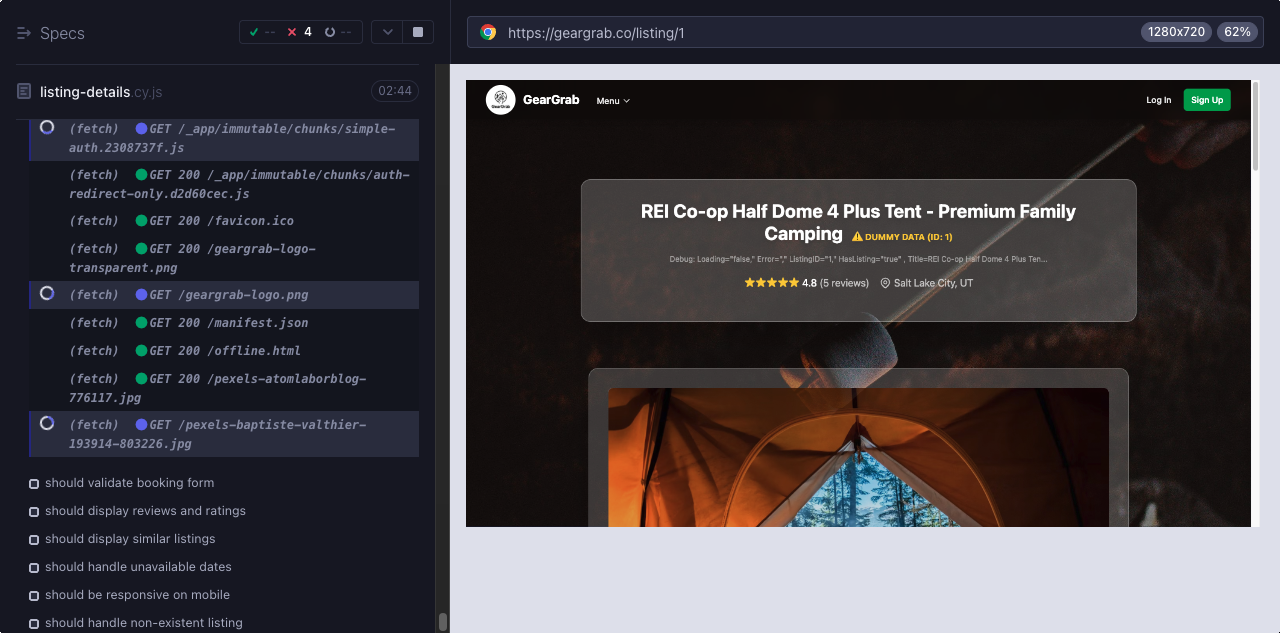 Specs
-- 4 --
listing-details.cy.js
02:44
(fetch) GET /_app/immutable/chunks/simple-
auth.2308737f.js
(fetch) GET 200 /_app/immutable/chunks/auth-
redirect-only.d2d60cec.js
(fetch) GET 200 /favicon.ico
(fetch) GET 200 /geargrab-logo-
transparent.png
(fetch) GET /geargrab-logo.png
(fetch) GET 200 /manifest.json
(fetch) GET 200 /offline.html
(fetch) GET 200 /pexels-atomlaborblog-
776117.jpg
(fetch) GET /pexels-baptiste-valthier-
193914-803226.jpg
should validate booking form
should display reviews and ratings
should display similar listings
should handle unavailable dates
should be responsive on mobile
should handle non-existent listing
https://geargrab.co/listing/1
1280x720
62%
GearGrab
GearGrab
Menu
Log In
Sign Up
REI Co-op Half Dome 4 Plus Tent - Premium Family
Camping DUMMY DATA (ID: 1)
Debug: Loading="false," Error="," ListingID="1," HasListing="true" , Title=REI Co-op Half Dome 4 Plus Ten...
4.8 (5 reviews) Salt Lake City, UT